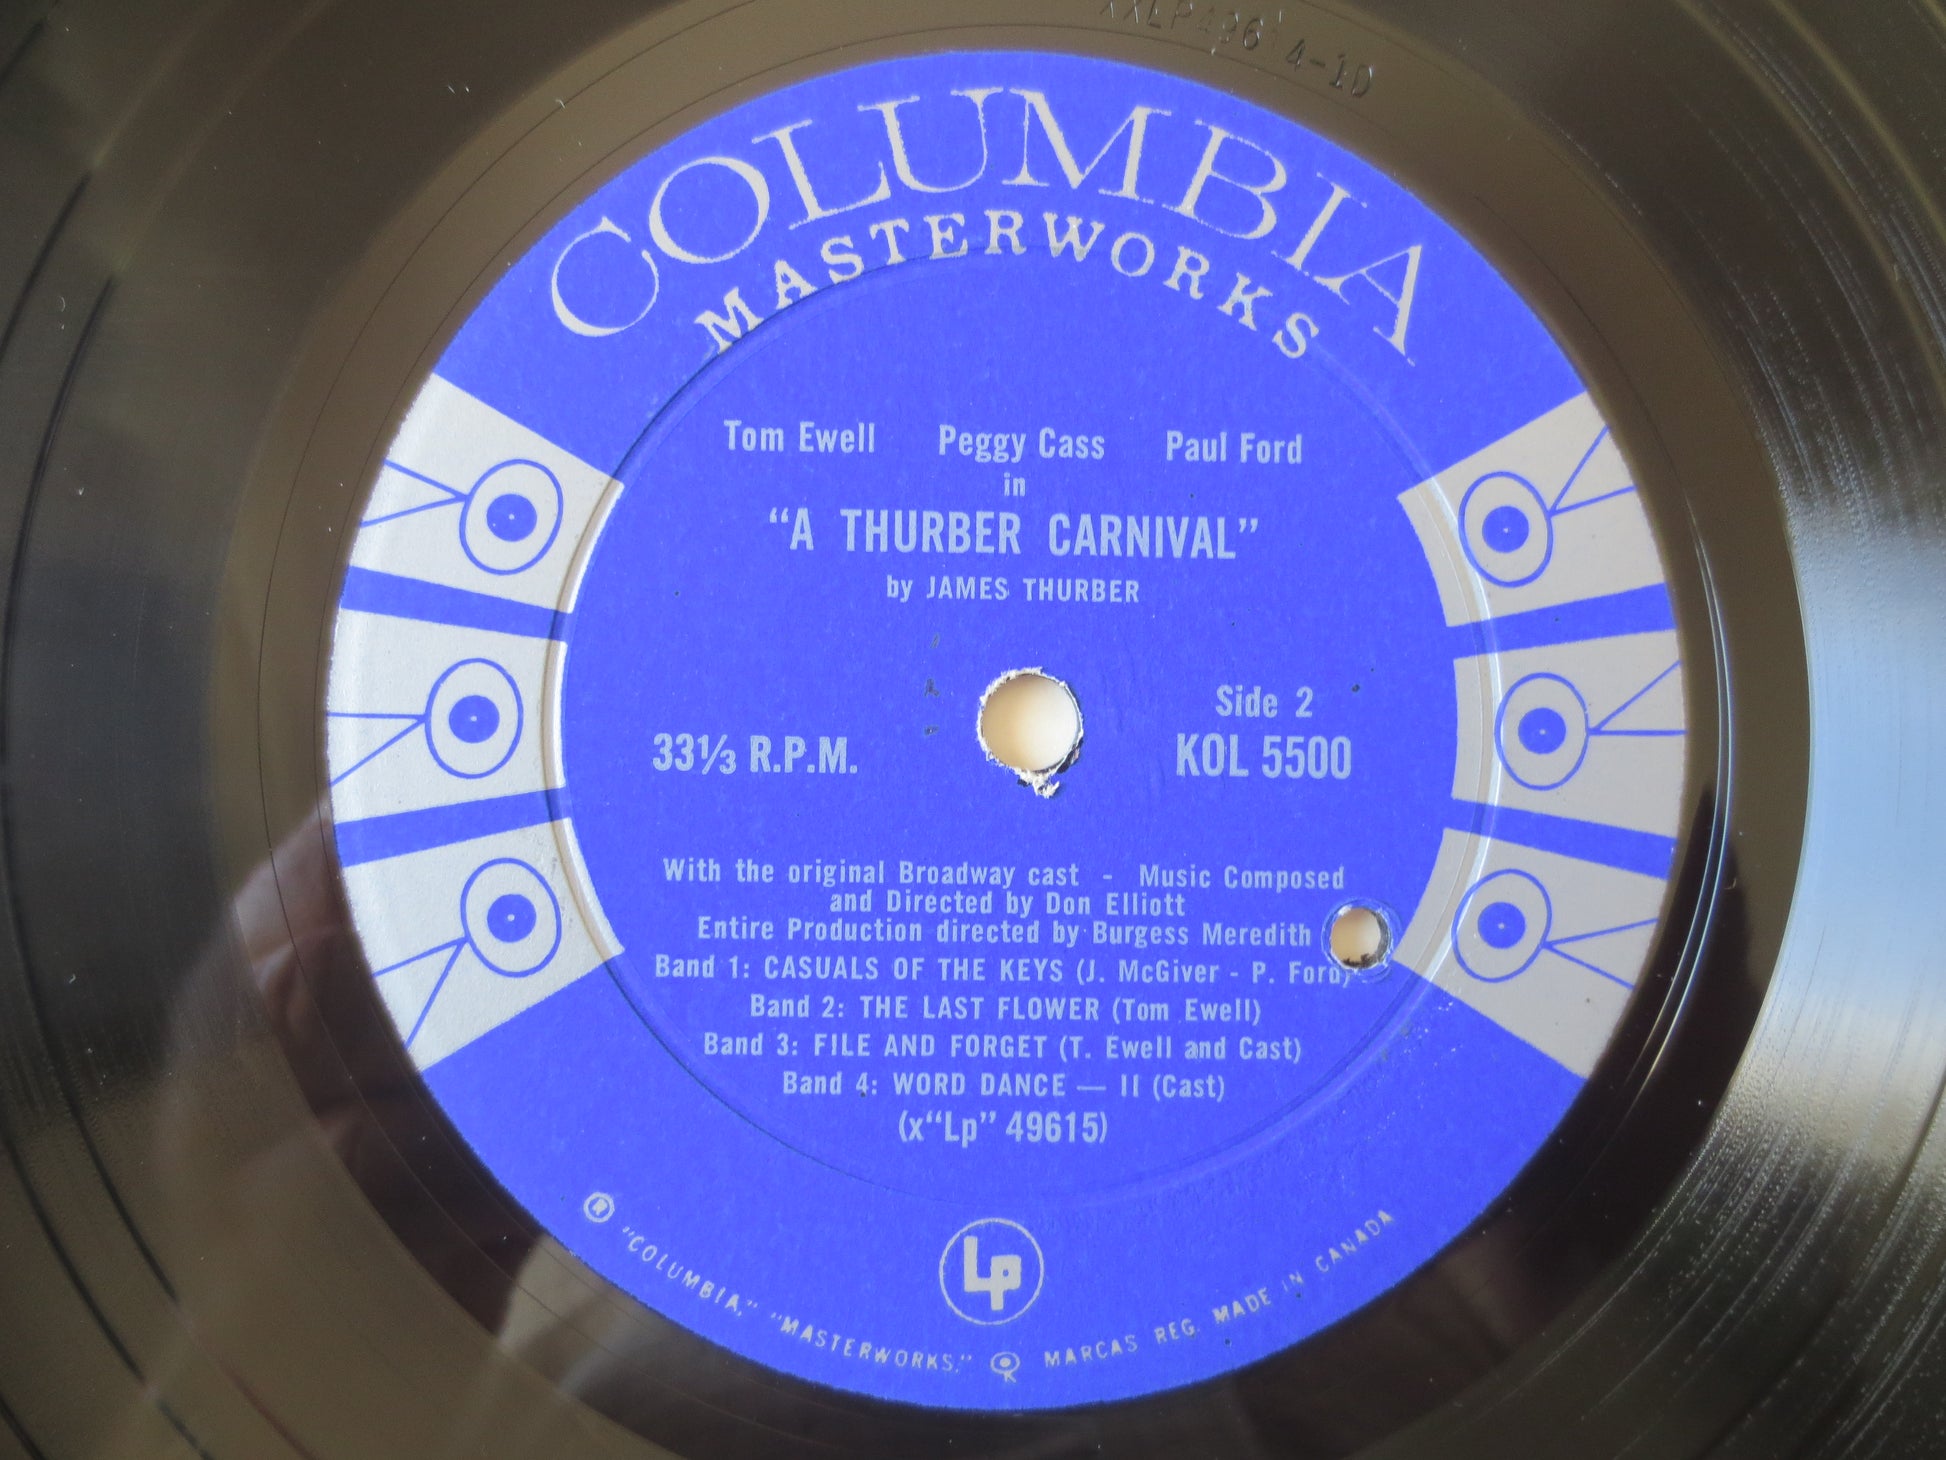 4-1D
COLUMBIA
MASTERWORKS
Tom Ewell Peggy Cass Paul Ford
in
“A THURBER CARNIVAL”
by JAMES THURBER
Side 2
33⅓ R.P.M. KOL 5500
With the original Broadway cast - Music Composed
and Directed by Don Elliott
Entire Production directed by Burgess Meredith
Band 1: CASUALS OF THE KEYS (J. McGiver - P. Ford)
Band 2: THE LAST FLOWER (Tom Ewell)
Band 3: FILE AND FORGET (T. Ewell and Cast)
Band 4: WORD DANCE — II (Cast)
(x“Lp” 49615)
Lp
® “COLUMBIA,” “MASTERWORKS,” MARCAS REG. MADE IN CANADA